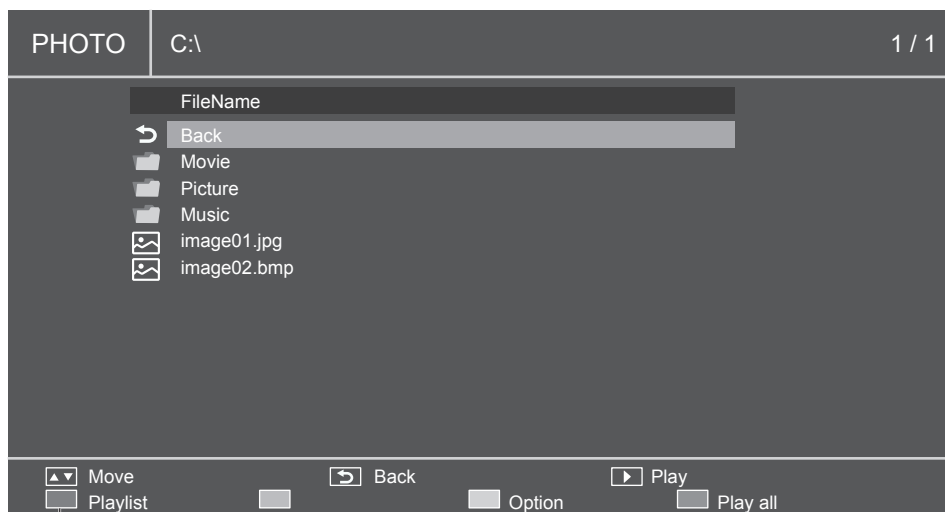 PHOTO C:\ 1 / 1
FileName
Back
Movie
Picture
Music
image01.jpg
image02.bmp
Move Back Play
Playlist Option Play all